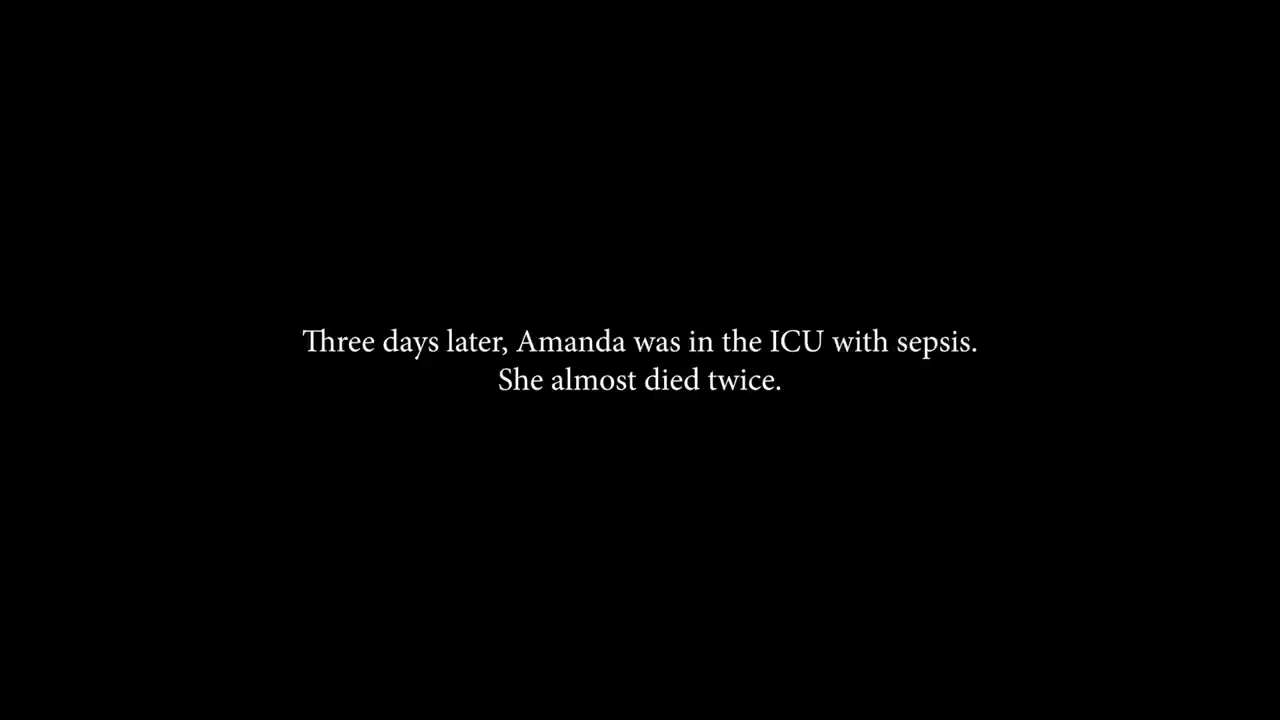 Three days later, Amanda was in the ICU with sepsis.
She almost died twice.